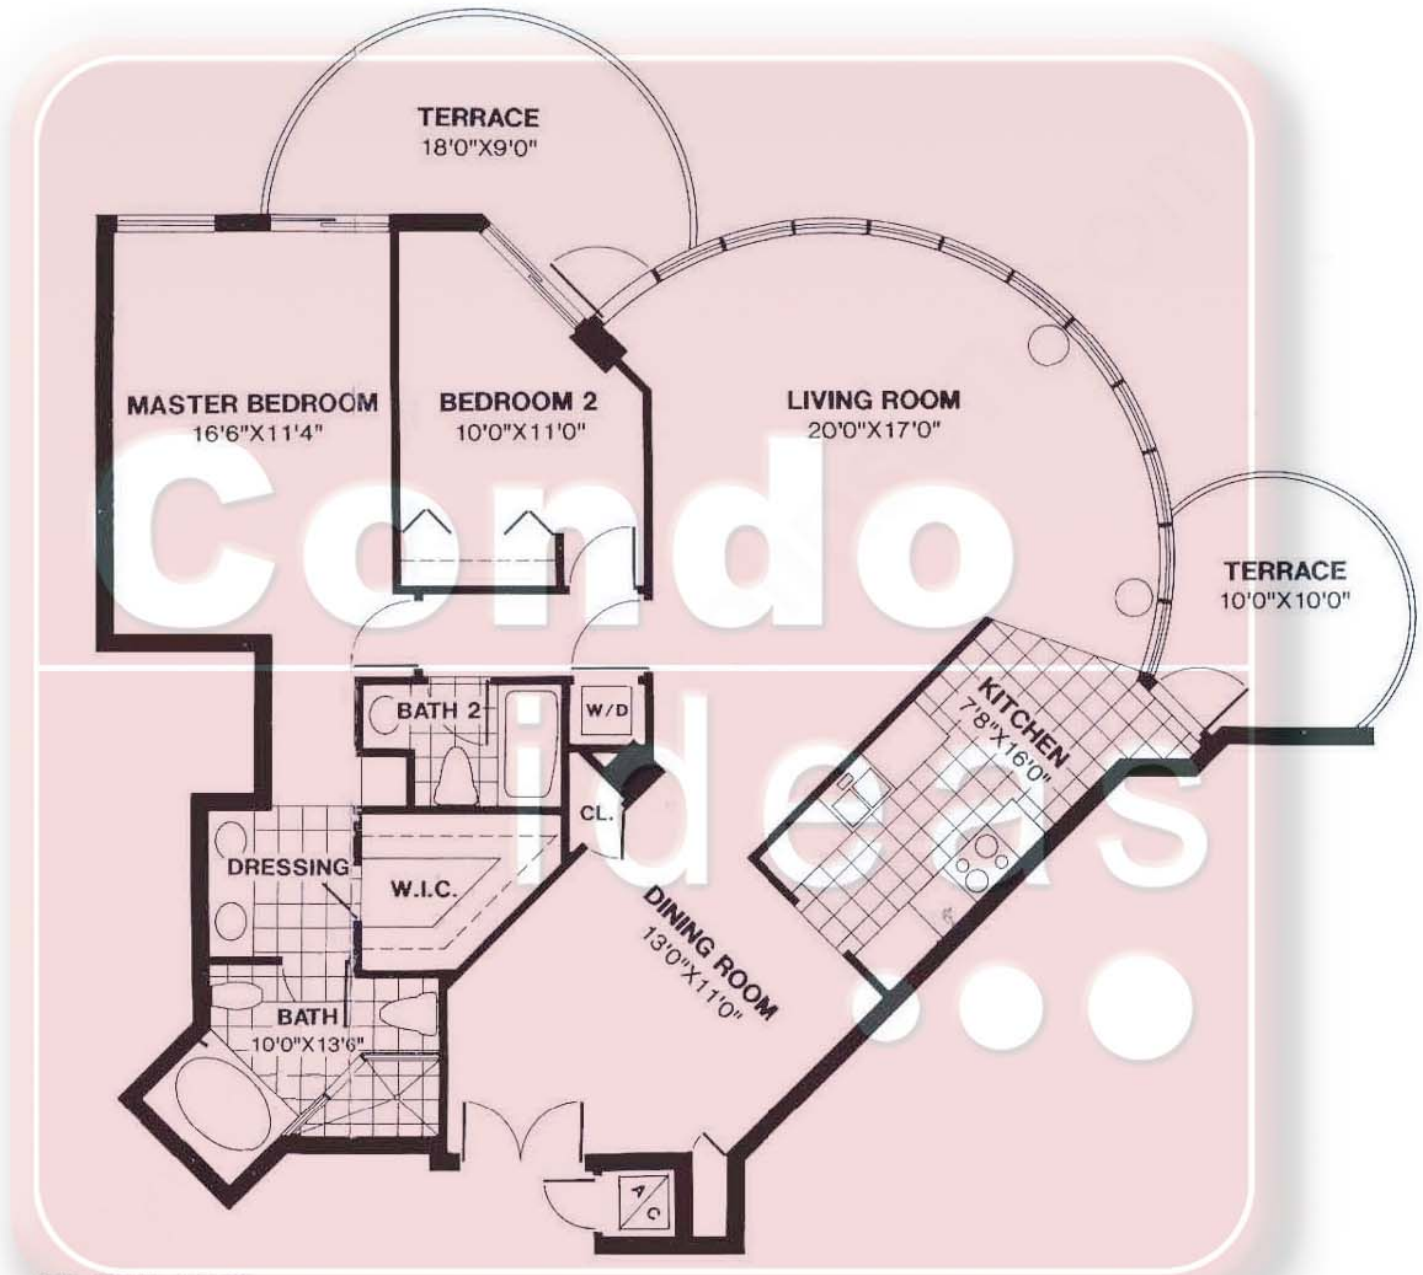 TERRACE
18'0"X9'0"
MASTER BEDROOM
16'6"X11'4"
BEDROOM 2
10'0"X11'0"
LIVING ROOM
20'0"X17'0"
Condo
TERRACE
10'0"X10'0"
KITCHEN
7'8"X16'0"
BATH 2
W/D
ideas
CL.
DRESSING
W.I.C.
DINING ROOM
13'0"X11'0"
BATH
10'0"X13'6"
A/C